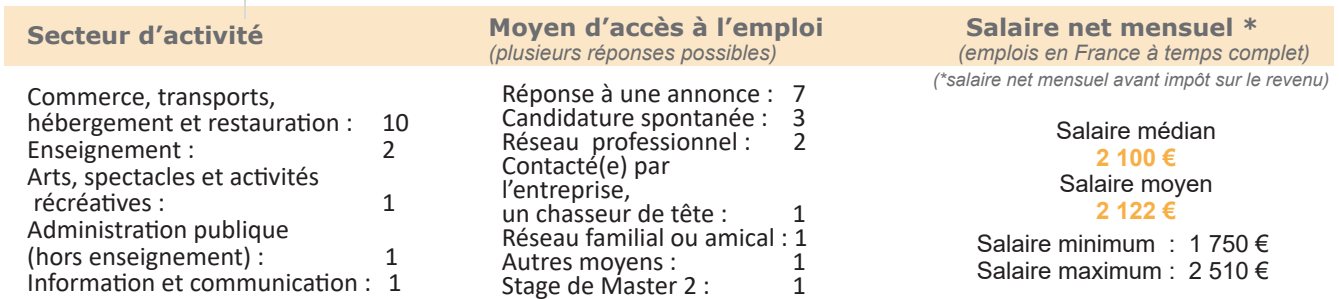 Secteur d’activité
Commerce, transports,
hébergement et restauration : 10
Enseignement : 2
Arts, spectacles et activités
récréatives : 1
Administration publique
(hors enseignement) : 1
Information et communication : 1
Moyen d’accès à l’emploi
(plusieurs réponses possibles)
Réponse à une annonce : 7
Candidature spontanée : 3
Réseau professionnel : 2
Contacté(e) par
l’entreprise,
un chasseur de tête : 1
Réseau familial ou amical : 1
Autres moyens : 1
Stage de Master 2 : 1
Salaire net mensuel *
(emplois en France à temps complet)
(*salaire net mensuel avant impôt sur le revenu)
Salaire médian
2 100 €
Salaire moyen
2 122 €
Salaire minimum : 1 750 €
Salaire maximum : 2 510 €